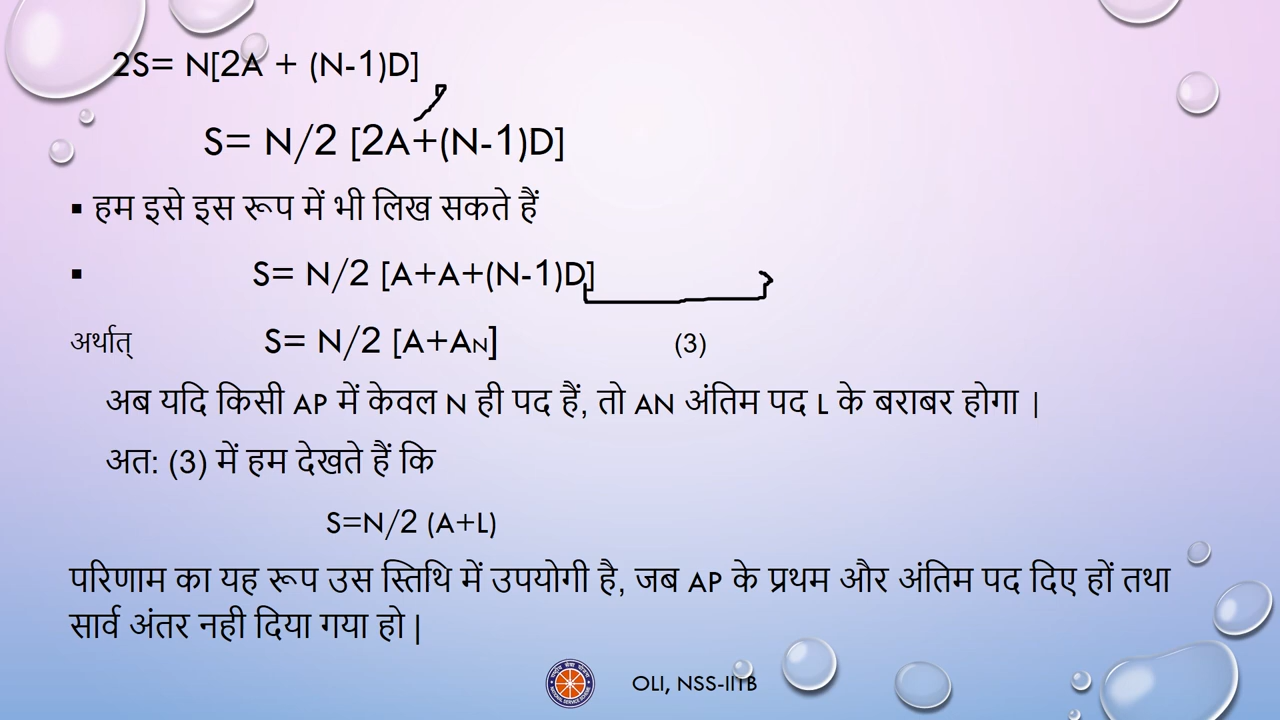 2S= N[2A + (N-1)D]
S= N/2 [2A+(N-1)D]
▪ हम इसे इस रूप में भी लिख सकते हैं
▪ S= N/2 [A+A+(N-1)D]
अर्थात् S= N/2 [A+AN] (3)
अब यदि किसी AP में केवल N ही पद हैं, तो AN अंतिम पद L के बराबर होगा |
अत: (3) में हम देखते हैं कि
S=N/2 (A+L)
परिणाम का यह रूप उस स्तिथि में उपयोगी है, जब AP के प्रथम और अंतिम पद दिए हों तथा
सार्व अंतर नही दिया गया हो |
OLI, NSS-IITB